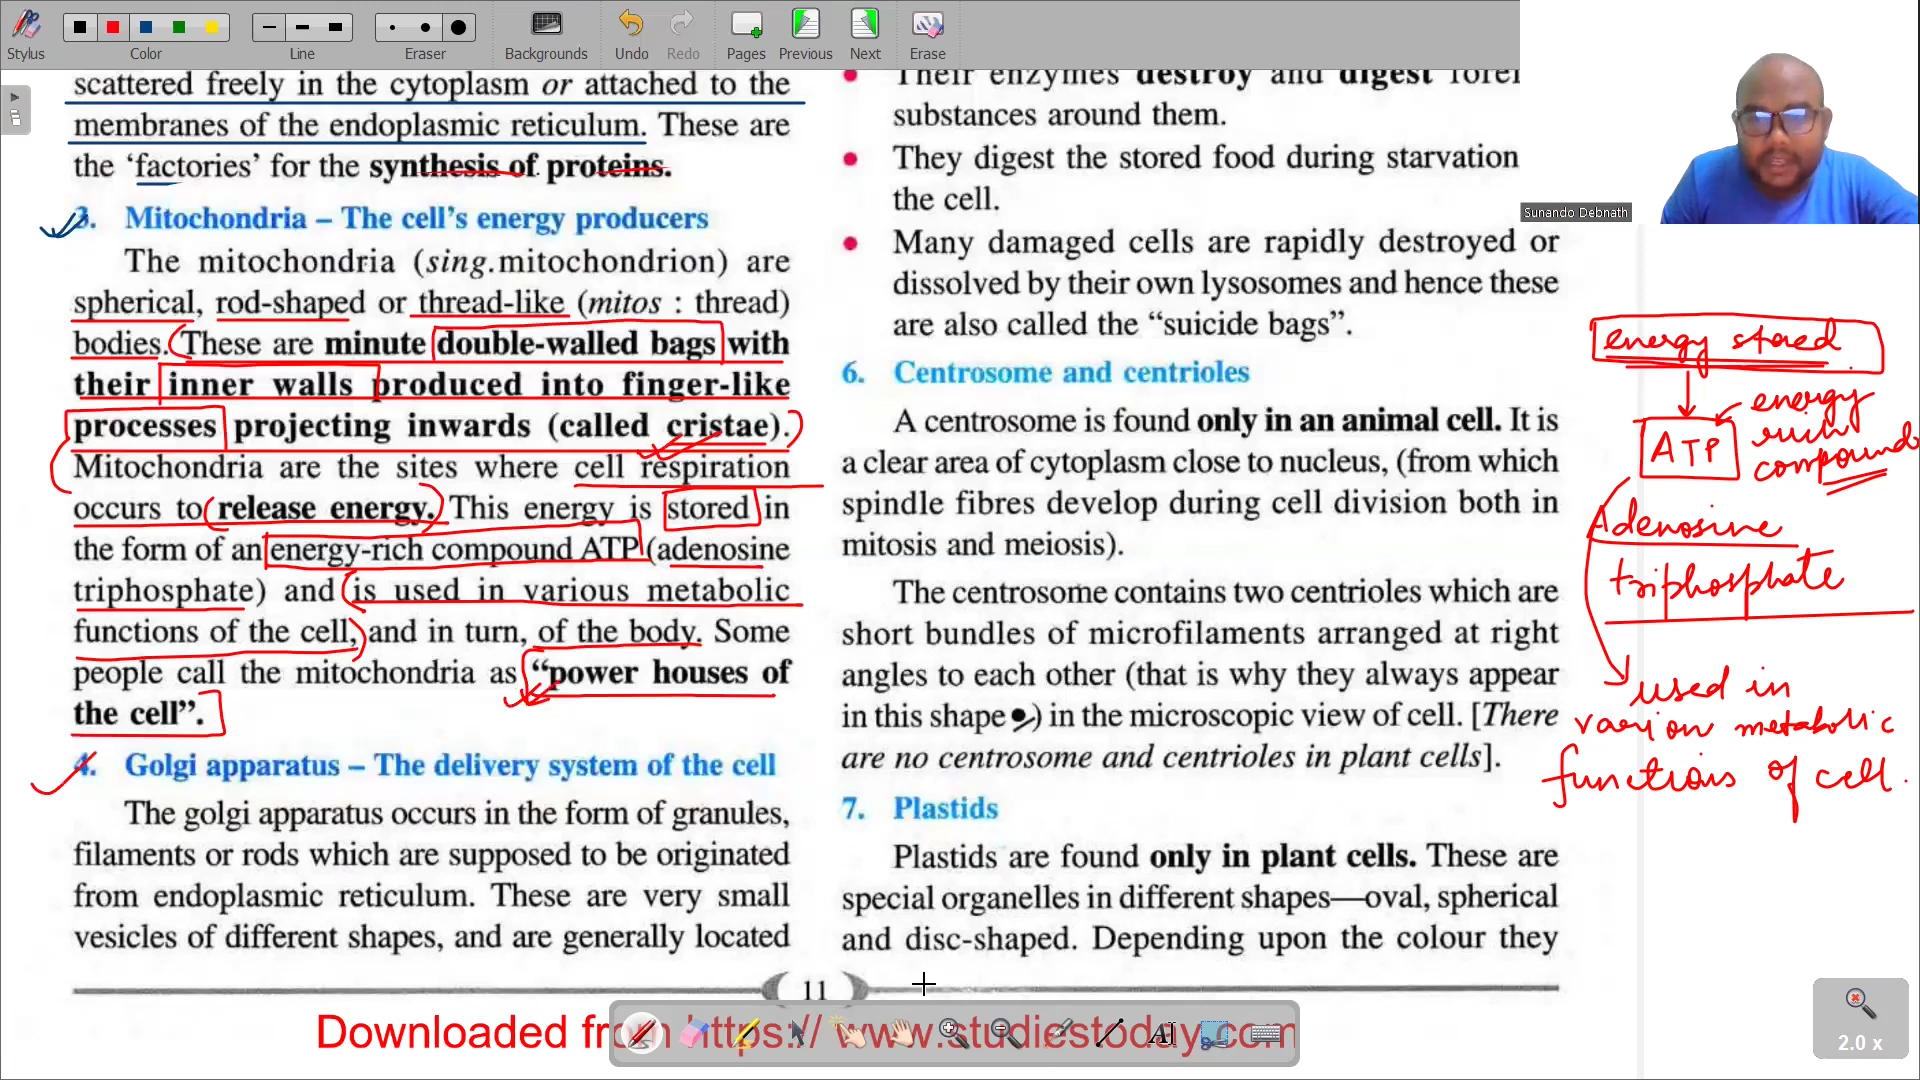 Stylus
Color
Line
Eraser
Backgrounds
Undo
Redo
Pages
Previous
Next
Erase
scattered freely in the cytoplasm or attached to the
membranes of the endoplasmic reticulum. These are
the ‘factories’ for the synthesis of proteins.
3. Mitochondria – The cell's energy producers
The mitochondria (sing.mitochondrion) are
spherical, rod-shaped or thread-like (mitos : thread)
bodies. These are minute double-walled bags with
their inner walls produced into finger-like
processes projecting inwards (called cristae).
Mitochondria are the sites where cell respiration
occurs to release energy. This energy is stored in
the form of an energy-rich compound ATP (adenosine
triphosphate) and is used in various metabolic
functions of the cell, and in turn, of the body. Some
people call the mitochondria as “power houses of
the cell”.
4. Golgi apparatus – The delivery system of the cell
The golgi apparatus occurs in the form of granules,
filaments or rods which are supposed to be originated
from endoplasmic reticulum. These are very small
vesicles of different shapes, and are generally located
Their enzymes destroy and digest
substances around them.
They digest the stored food during starvation
the cell.
Many damaged cells are rapidly destroyed or
dissolved by their own lysosomes and hence these
are also called the “suicide bags”.
6. Centrosome and centrioles
A centrosome is found only in an animal cell. It is
a clear area of cytoplasm close to nucleus, (from which
spindle fibres develop during cell division both in
mitosis and meiosis).
The centrosome contains two centrioles which are
short bundles of microfilaments arranged at right
angles to each other (that is why they always appear
in this shape ) in the microscopic view of cell. [There
are no centrosome and centrioles in plant cells].
7. Plastids
Plastids are found only in plant cells. These are
special organelles in different shapes—oval, spherical
and disc-shaped. Depending upon the colour they
11
Downloaded from https:// www.studiestoday.com
Sunando Debnath
energy stored
ATP
energy
rich
compound
Adenosine
triphosphate
used in
variou metabolic
functions of cell.
2.0 x